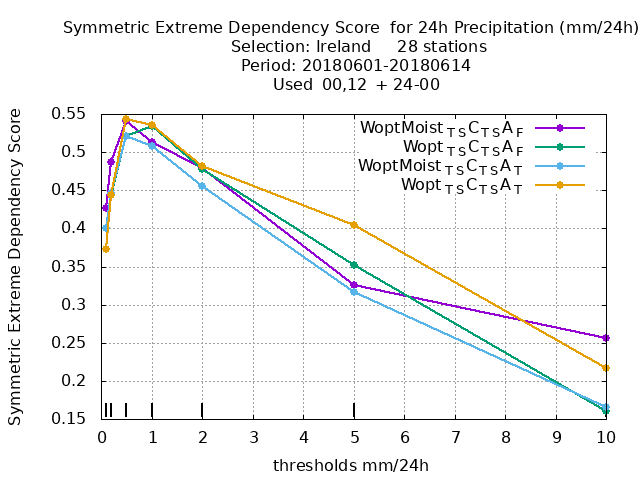 Symmetric Extreme Dependency Score for 24h Precipitation (mm/24h)
Selection: Ireland 28 stations
Period: 20180601-20180614
Used 00,12 + 24-00
Symmetric Extreme Dependency Score
0.55
0.5
0.45
0.4
0.35
0.3
0.25
0.2
0.15
WoptMoist TS C TS A F
Wopt TS C TS A F
WoptMoist TS C TS A T
Wopt TS C TS A T
0 1 2 3 4 5 6 7 8 9 10
thresholds mm/24h